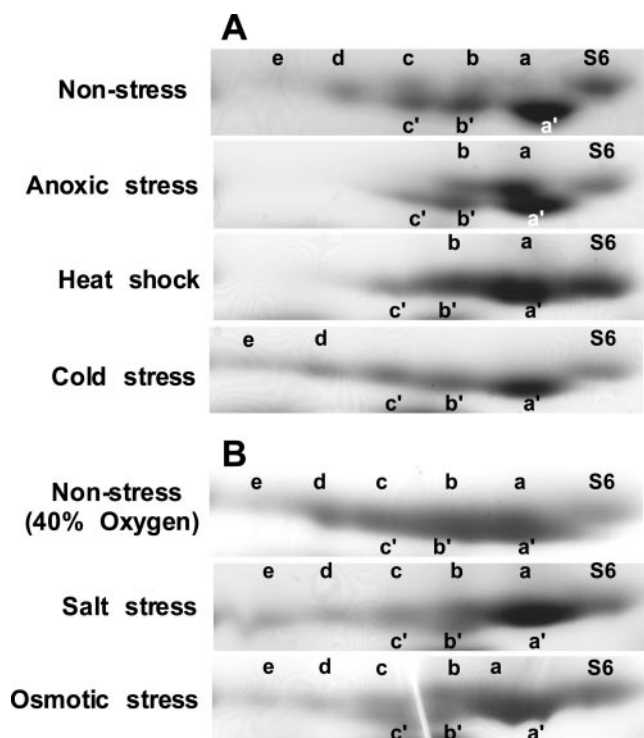 A
e d c b a S6
Non-stress
c' b' a'
b a S6
Anoxic stress
c' b' a'
b a S6
Heat shock
c' b' a'
e d S6
Cold stress
c' b' a'
B
Non-stress
e d c b a S6
(40% Oxygen)
c' b' a'
e d c b a S6
Salt stress
c' b' a'
e d c b a S6
Osmotic stress
c' b' a'